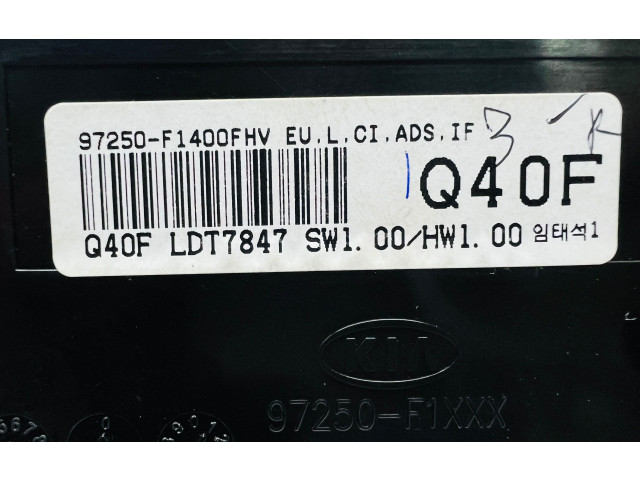 97250-F1400FHV EU.L.CI.ADS.IF
Q40F
Q40F LDT7847 SW1.00/HW1.00 임태석1
KIA
97250-F1XXX